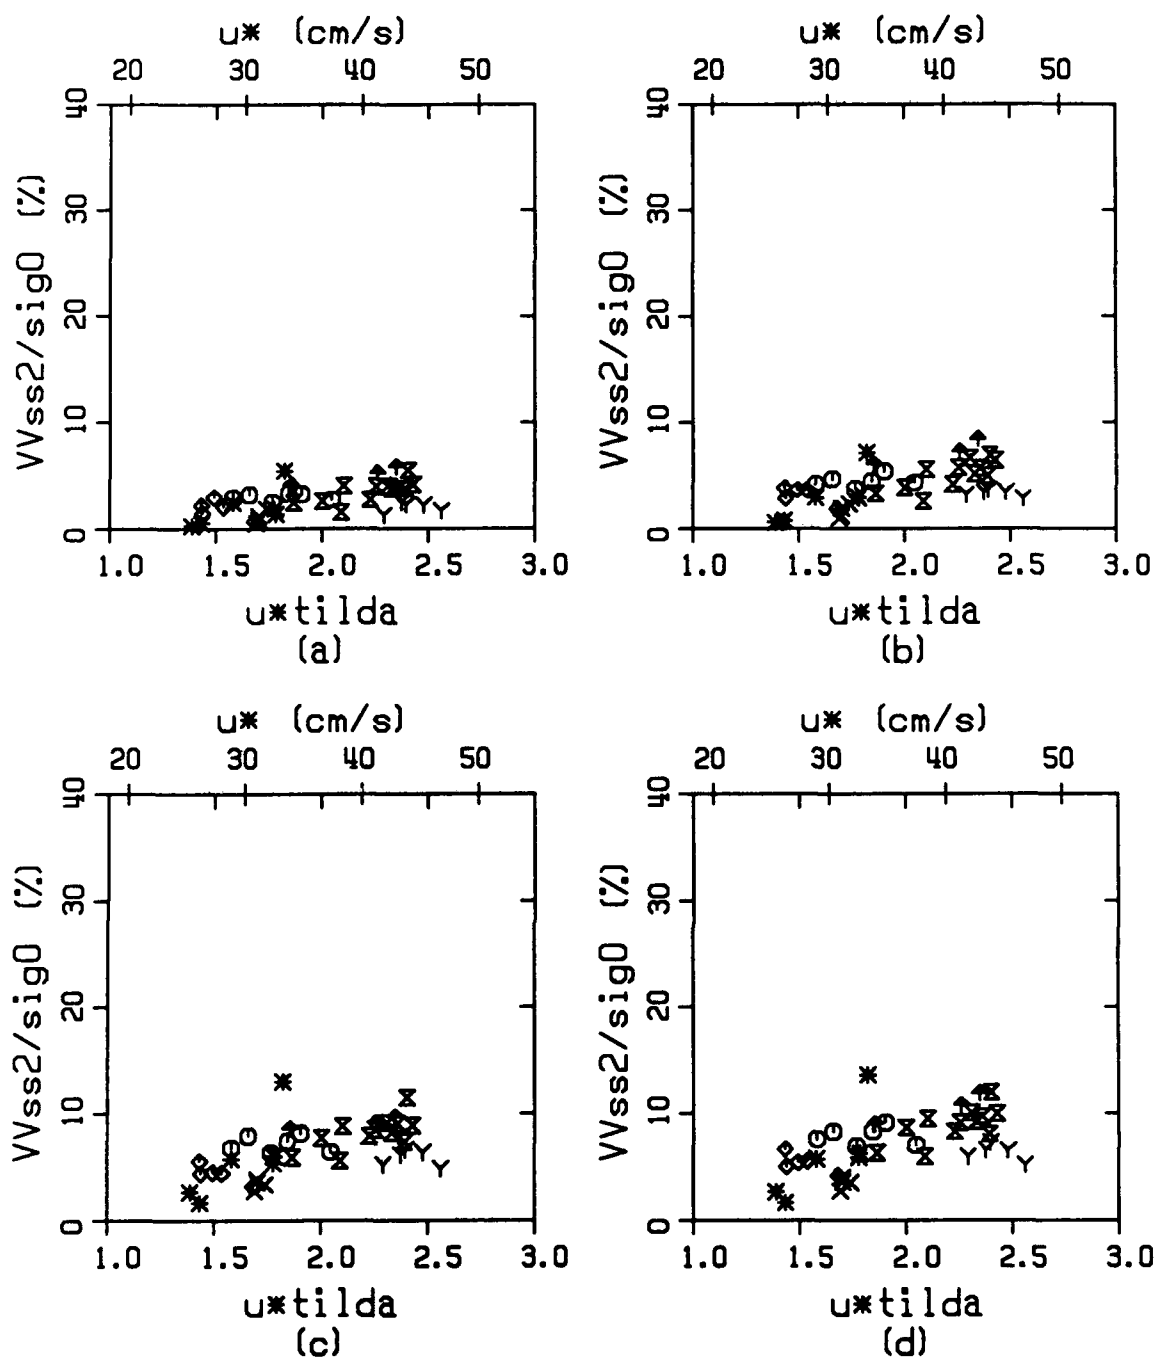 u* (cm/s) u* (cm/s)
20 30 40 50 20 30 40 50
VVss2/sig0 (%) VVss2/sig0 (%)
40 40
30 30
20 20
10 10
0 0
1.0 1.5 2.0 2.5 3.0 1.0 1.5 2.0 2.5 3.0
u*tilda u*tilda
(a) (b)
u* (cm/s) u* (cm/s)
20 30 40 50 20 30 40 50
VVss2/sig0 (%) VVss2/sig0 (%)
40 40
30 30
20 20
10 10
0 0
1.0 1.5 2.0 2.5 3.0 1.0 1.5 2.0 2.5 3.0
u*tilda u*tilda
(c) (d)